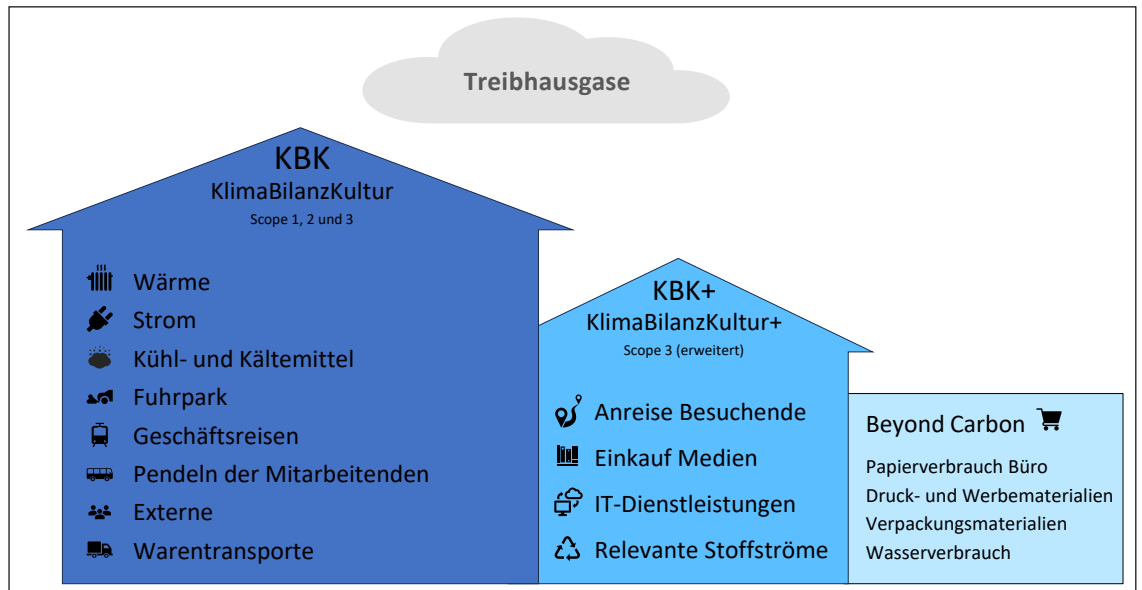 Treibhausgase
KBK
KlimaBilanzKultur
Scope 1, 2 und 3
Wärme
Strom
Kühl- und Kältemittel
Fuhrpark
Geschäftsreisen
Pendeln der Mitarbeitenden
Externe
Warentransporte
KBK+
KlimaBilanzKultur+
Scope 3 (erweitert)
Anreise Besuchende
Einkauf Medien
IT-Dienstleistungen
Relevante Stoffströme
Beyond Carbon
Papierverbrauch Büro
Druck- und Werbematerialien
Verpackungsmaterialien
Wasserverbrauch